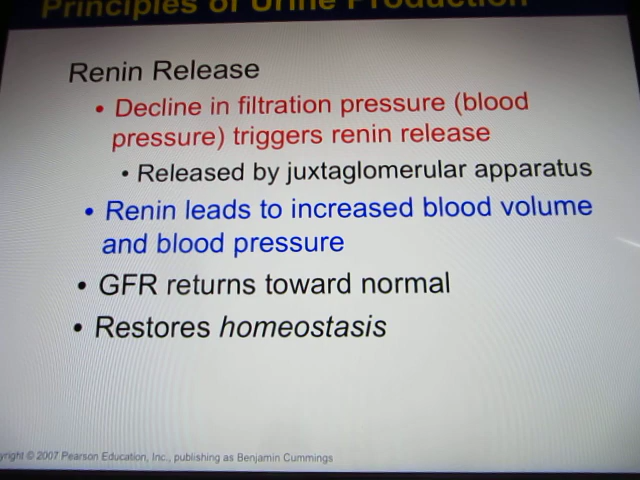 Principles of Urine Production
Renin Release
• Decline in filtration pressure (blood
pressure) triggers renin release
• Released by juxtaglomerular apparatus
• Renin leads to increased blood volume
and blood pressure
• GFR returns toward normal
• Restores homeostasis
yright © 2007 Pearson Education, Inc., publishing as Benjamin Cummings